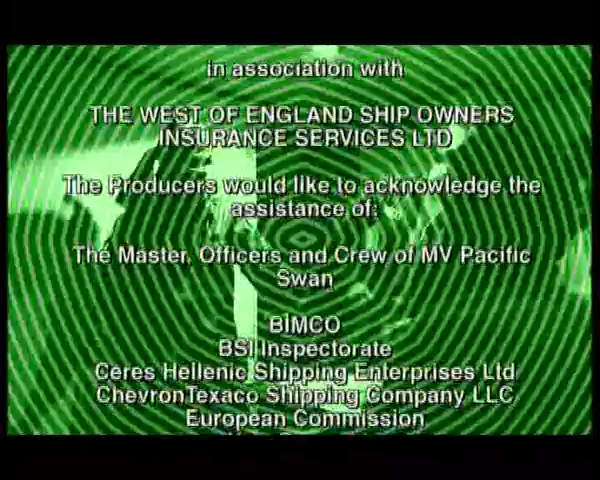 in association with
THE WEST OF ENGLAND SHIP OWNERS
INSURANCE SERVICES LTD
The Producers would like to acknowledge the
assistance of:
The Master, Officers and Crew of MV Pacific
Swan
BIMCO
BSI Inspectorate
Ceres Hellenic Shipping Enterprises Ltd
ChevronTexaco Shipping Company LLC
European Commission